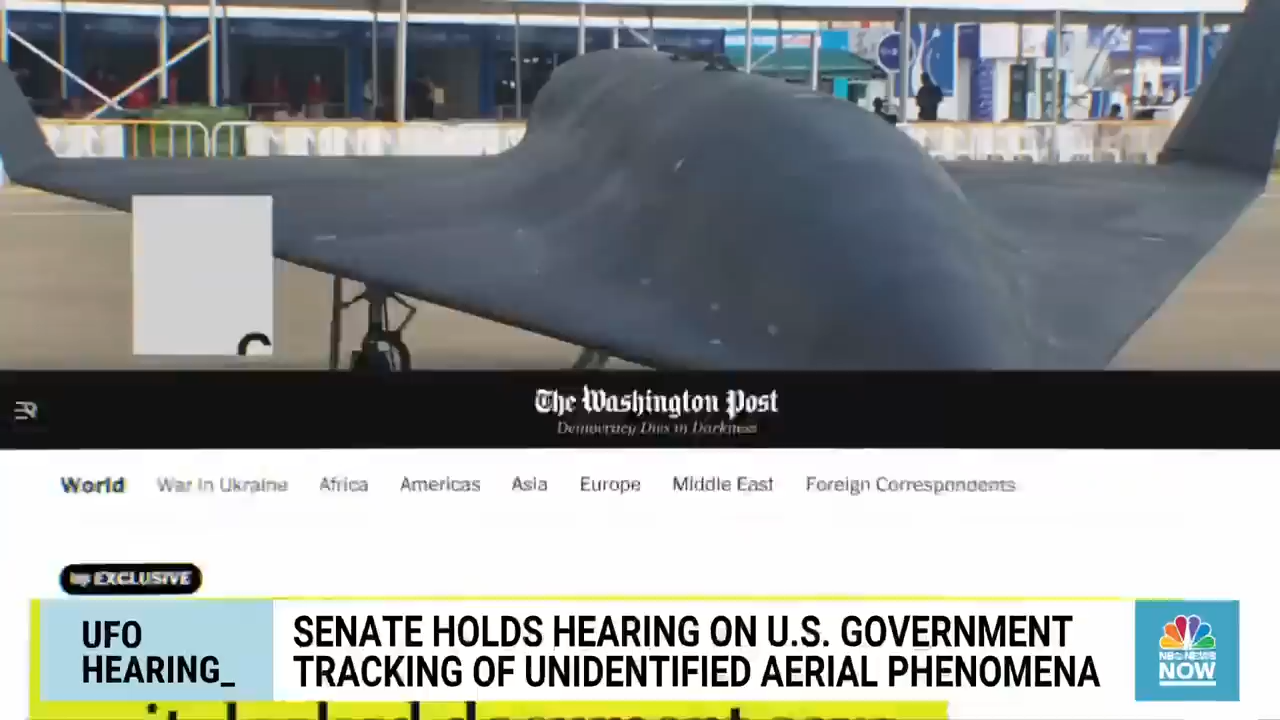 The Washington Post
Democracy Dies in Darkness
World War in Ukraine Africa Americas Asia Europe Middle East Foreign Correspondents
wp EXCLUSIVE
UFO
HEARING_
SENATE HOLDS HEARING ON U.S. GOVERNMENT
TRACKING OF UNIDENTIFIED AERIAL PHENOMENA
NBC NEWS
NOW